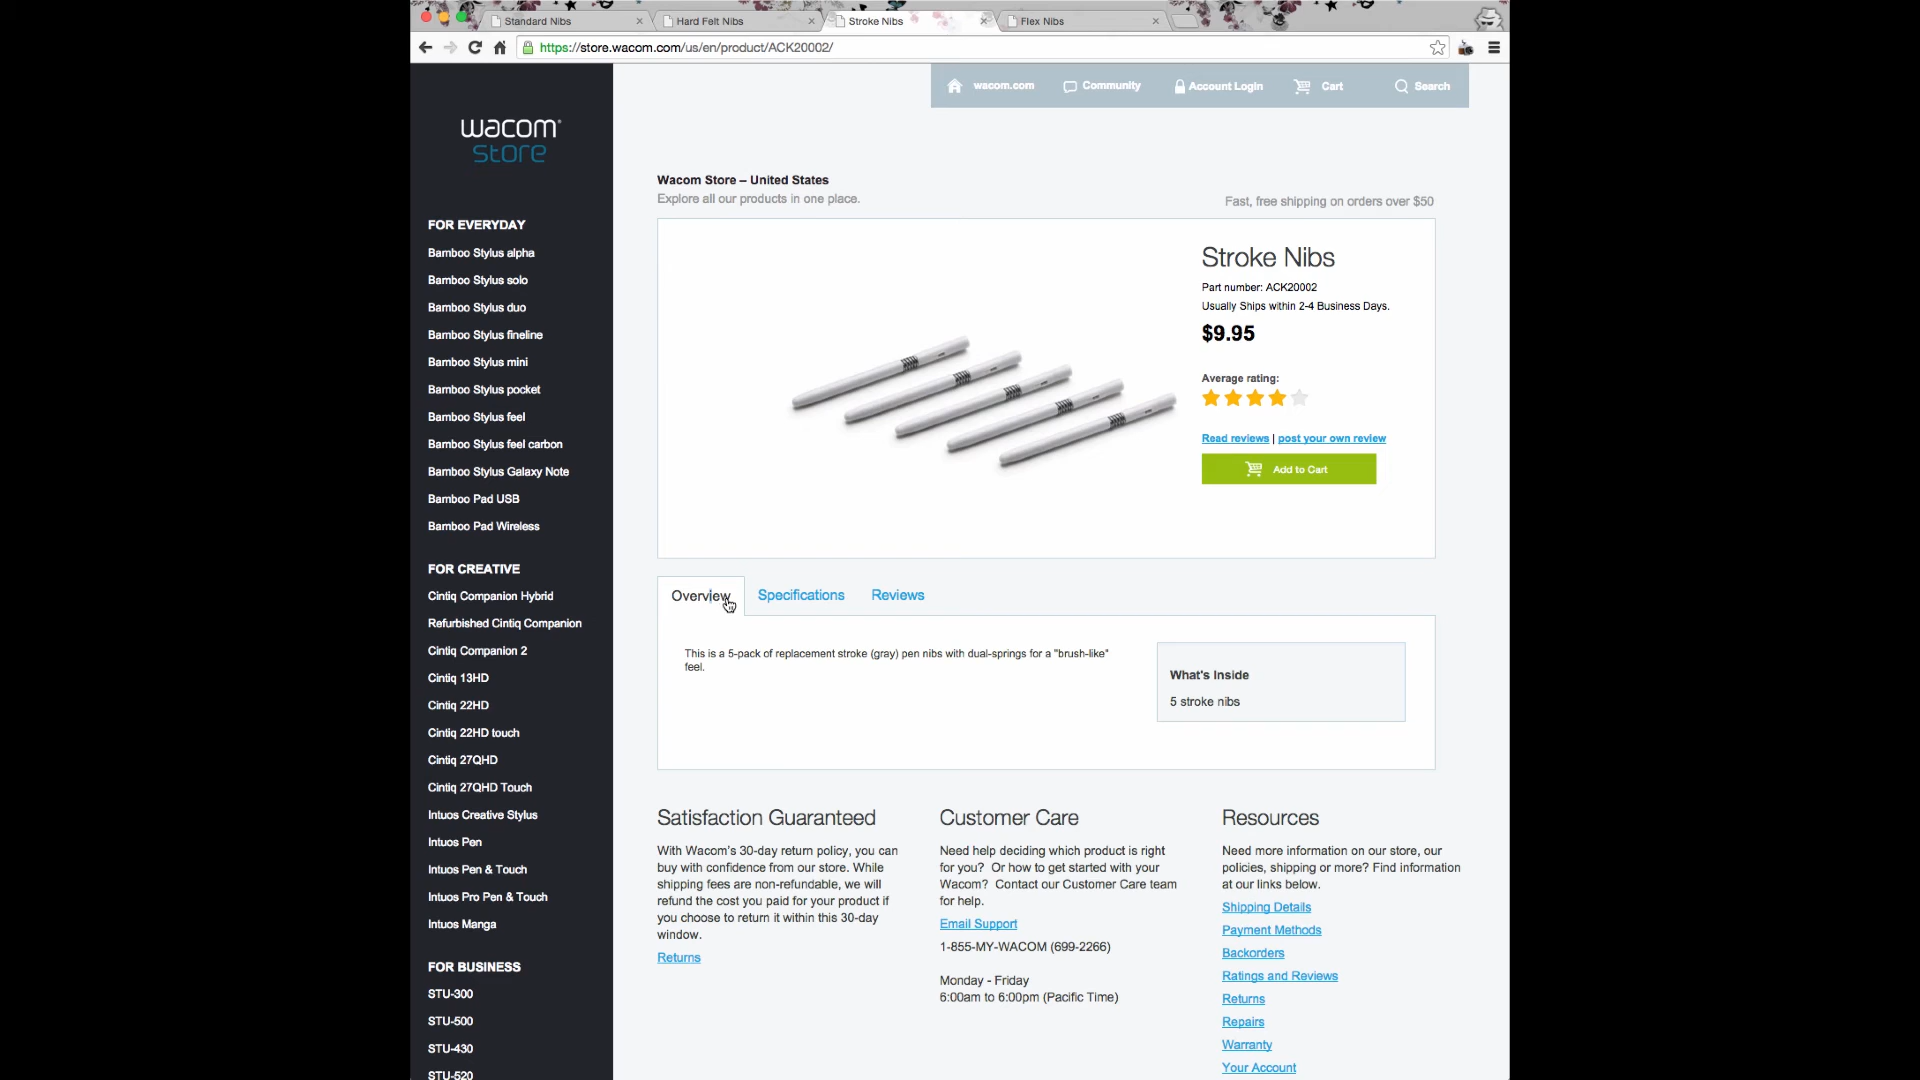 Standard Nibs
Hard Felt Nibs
Stroke Nibs
Flex Nibs
https://store.wacom.com/us/en/product/ACK20002/
wacom.com
Community
Account Login
Cart
Search
wacom
store
Wacom Store – United States
Explore all our products in one place.
Fast, free shipping on orders over $50
FOR EVERYDAY
Bamboo Stylus alpha
Bamboo Stylus solo
Bamboo Stylus duo
Bamboo Stylus fineline
Bamboo Stylus mini
Bamboo Stylus pocket
Bamboo Stylus feel
Bamboo Stylus feel carbon
Bamboo Stylus Galaxy Note
Bamboo Pad USB
Bamboo Pad Wireless
FOR CREATIVE
Cintiq Companion Hybrid
Refurbished Cintiq Companion
Cintiq Companion 2
Cintiq 13HD
Cintiq 22HD
Cintiq 22HD touch
Cintiq 27QHD
Cintiq 27QHD Touch
Intuos Creative Stylus
Intuos Pen
Intuos Pen & Touch
Intuos Pro Pen & Touch
Intuos Manga
FOR BUSINESS
STU-300
STU-500
STU-430
STU-520
Stroke Nibs
Part number: ACK20002
Usually Ships within 2-4 Business Days.
$9.95
Average rating:
Read reviews | post your own review
Add to Cart
Overview
Specifications
Reviews
This is a 5-pack of replacement stroke (gray) pen nibs with dual-springs for a "brush-like"
feel.
What's Inside
5 stroke nibs
Satisfaction Guaranteed
With Wacom's 30-day return policy, you can
buy with confidence from our store. While
shipping fees are non-refundable, we will
refund the cost you paid for your product if
you choose to return it within this 30-day
window.
Returns
Customer Care
Need help deciding which product is right
for you? Or how to get started with your
Wacom? Contact our Customer Care team
for help.
Email Support
1-855-MY-WACOM (699-2266)
Monday - Friday
6:00am to 6:00pm (Pacific Time)
Resources
Need more information on our store, our
policies, shipping or more? Find information
at our links below.
Shipping Details
Payment Methods
Backorders
Ratings and Reviews
Returns
Repairs
Warranty
Your Account